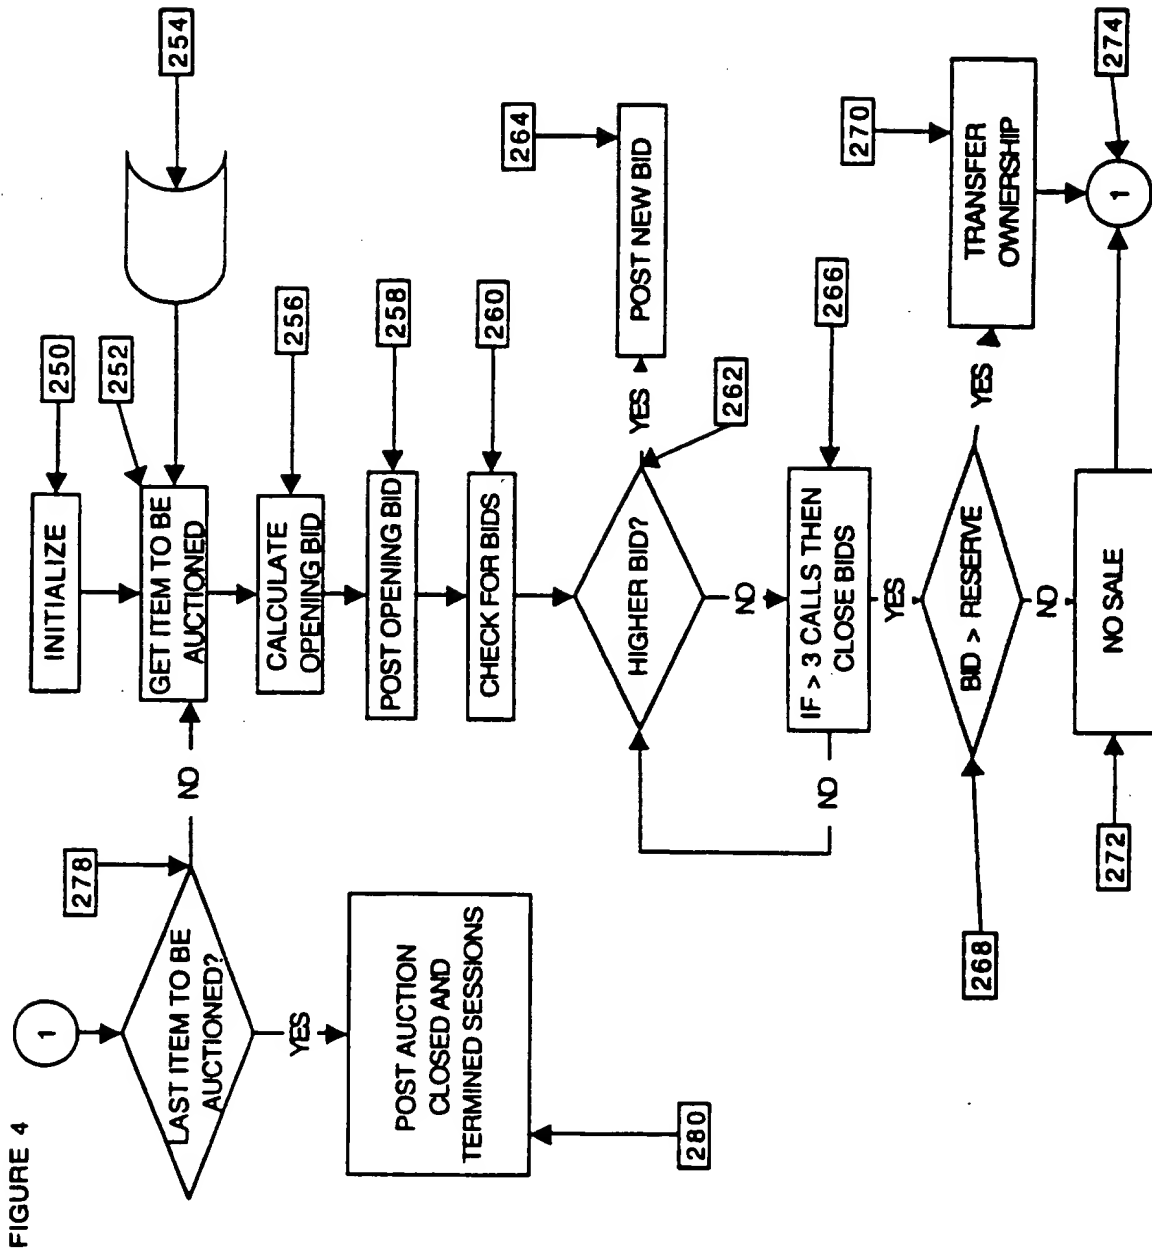 FIGURE 4
1
LAST ITEM TO BE
AUCTIONED?
278
NO
YES
POST AUCTION
CLOSED AND
TERMINED SESSIONS
280
INITIALIZE
250
252
GET ITEM TO BE
AUCTIONED
254
CALCULATE
OPENING BID
256
POST OPENING BID
258
CHECK FOR BIDS
260
HIGHER BID?
262
YES
POST NEW BID
264
NO
IF > 3 CALLS THEN
CLOSE BIDS
266
NO
YES
BID > RESERVE
268
YES
TRANSFER
OWNERSHIP
270
NO
NO SALE
272
1
274